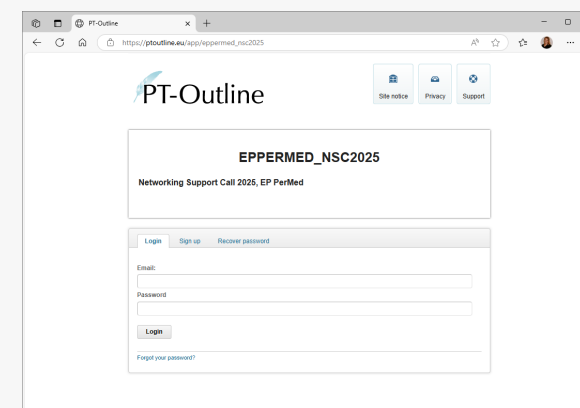 PT-Outline
https://ptoutline.eu/app/eppermed_nsc2025
PT-Outline
Site notice
Privacy
Support
EPPERMED_NSC2025
Networking Support Call 2025, EP PerMed
Login Sign up Recover password
Email:
Password
Login
Forgot your password?